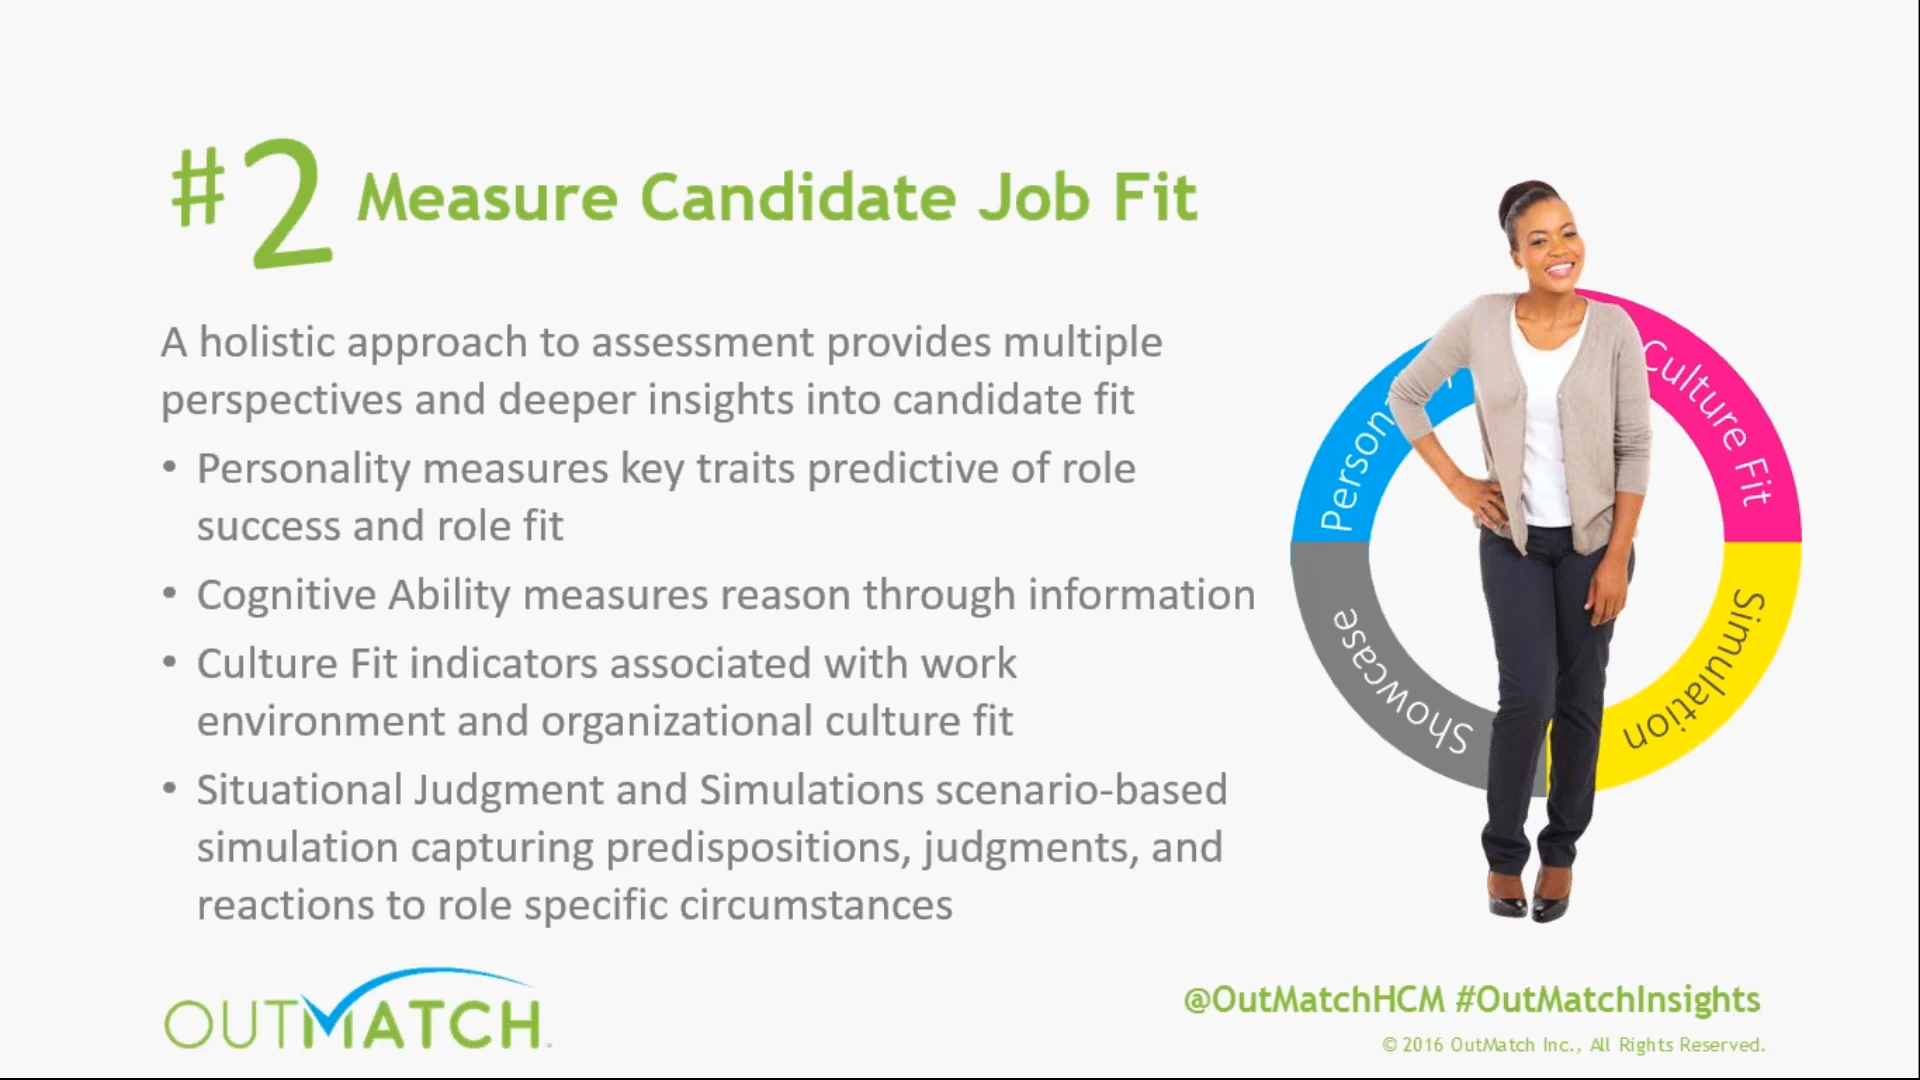 #2 Measure Candidate Job Fit
A holistic approach to assessment provides multiple
perspectives and deeper insights into candidate fit
• Personality measures key traits predictive of role
success and role fit
• Cognitive Ability measures reason through information
• Culture Fit indicators associated with work
environment and organizational culture fit
• Situational Judgment and Simulations scenario-based
simulation capturing predispositions, judgments, and
reactions to role specific circumstances
Culture Fit
Simulation
Showcase
OUTMATCH
@OutMatchHCM #OutMatchInsights
© 2016 OutMatch Inc., All Rights Reserved.